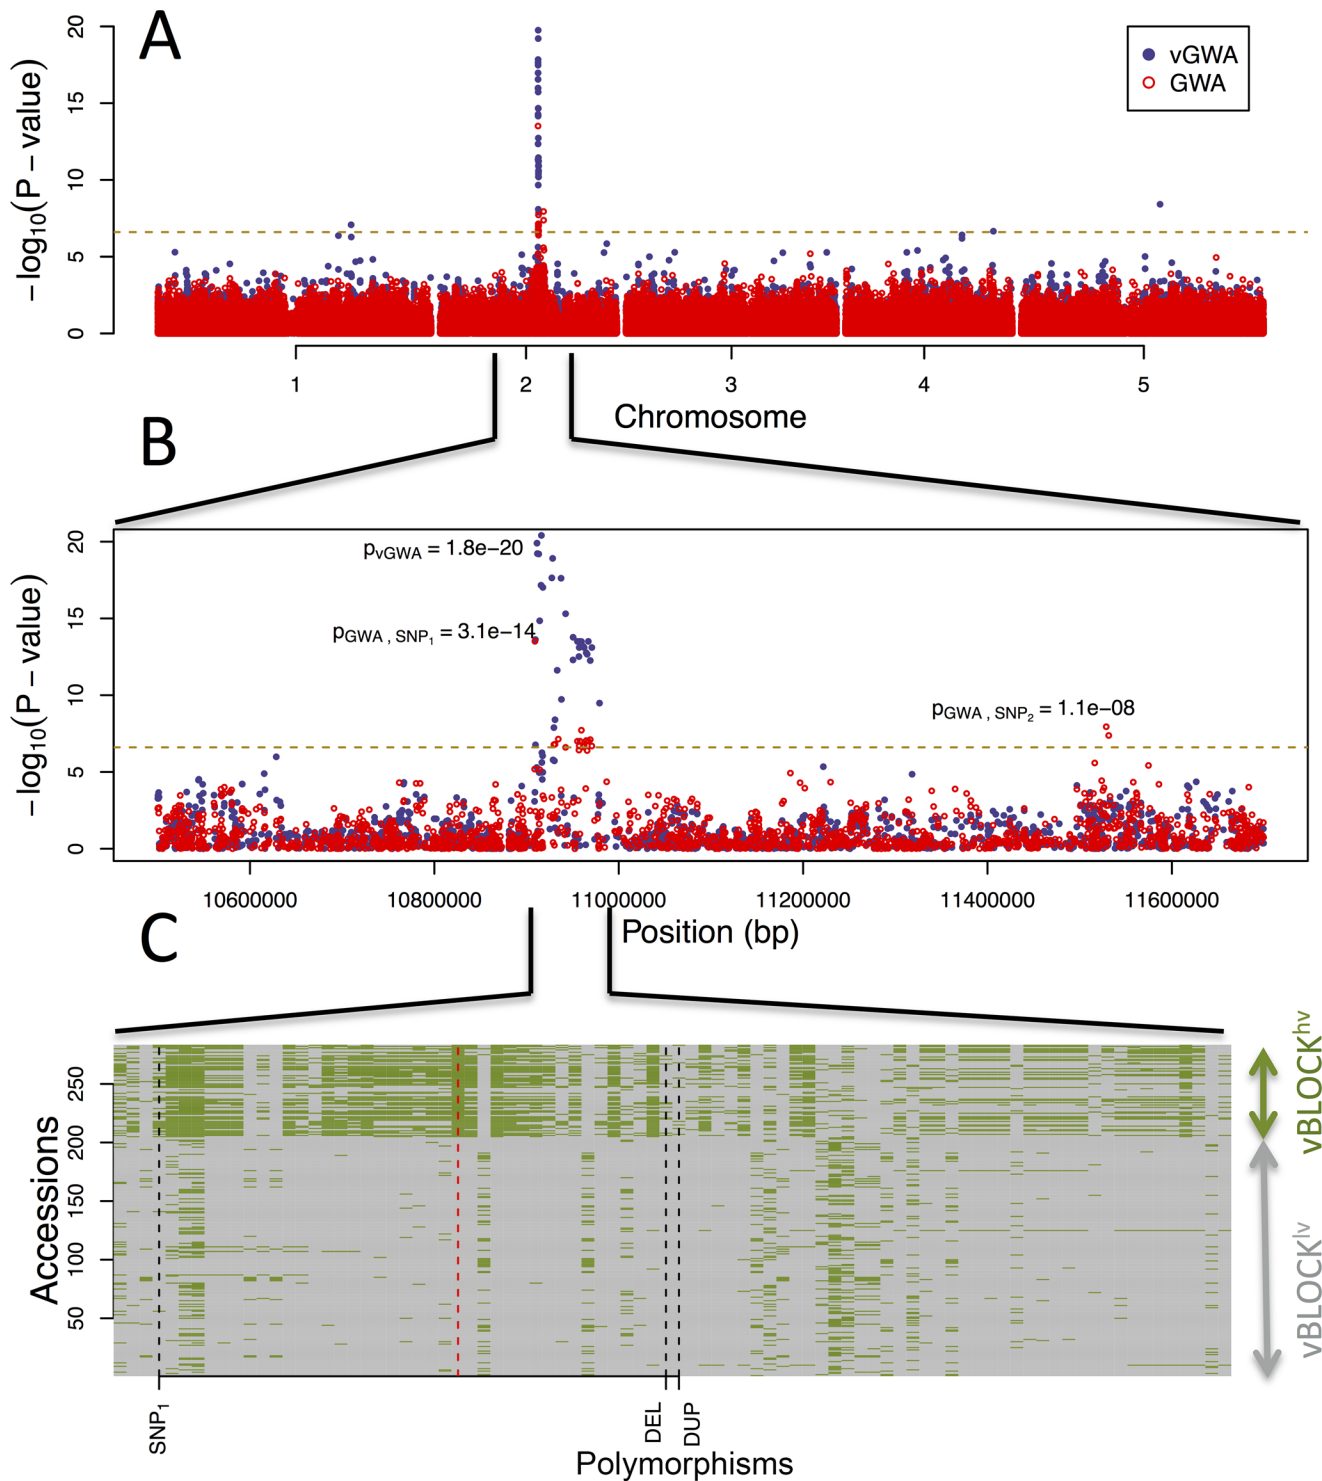 A
vGWA
GWA
−log10(P − value)
20
15
10
5
0
1 2 3 4 5
Chromosome
B
−log10(P − value)
20
15
10
5
0
pvGWA = 1.8e−20
pGWA , SNP1 = 3.1e−14
pGWA , SNP2 = 1.1e−08
10600000 10800000 11000000 11200000 11400000 11600000
Position (bp)
C
Accessions
250
200
150
100
50
vBLOCKhv
vBLOCKlv
SNP1 DEL DUP
Polymorphisms